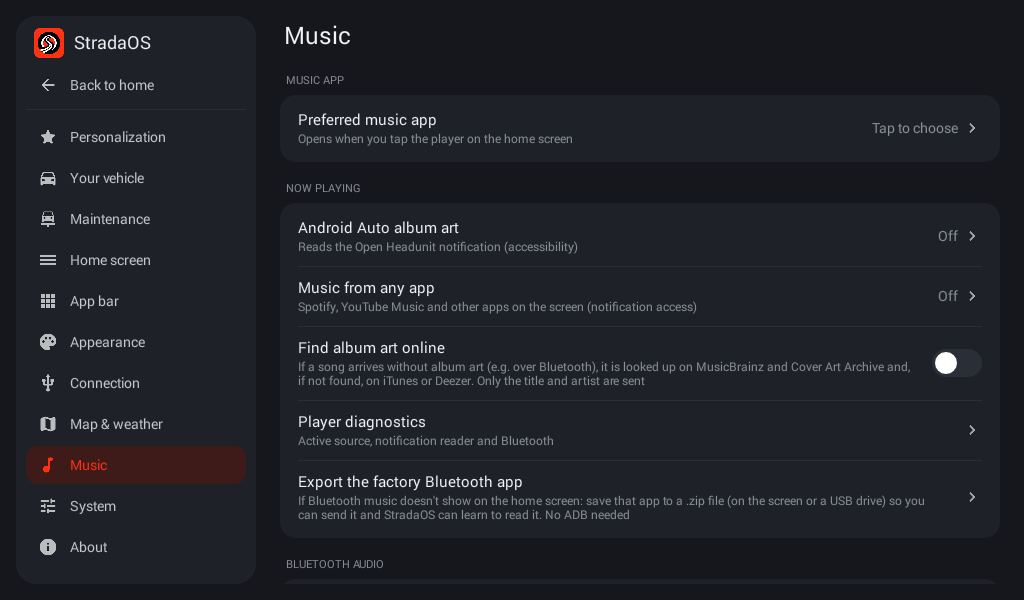 StradaOS
Back to home
Personalization
Your vehicle
Maintenance
Home screen
App bar
Appearance
Connection
Map & weather
Music
System
About
Music
MUSIC APP
Preferred music app
Opens when you tap the player on the home screen
Tap to choose
NOW PLAYING
Android Auto album art
Reads the Open Headunit notification (accessibility)
Off
Music from any app
Spotify, YouTube Music and other apps on the screen (notification access)
Off
Find album art online
If a song arrives without album art (e.g. over Bluetooth), it is looked up on MusicBrainz and Cover Art Archive and,
if not found, on iTunes or Deezer. Only the title and artist are sent
Player diagnostics
Active source, notification reader and Bluetooth
Export the factory Bluetooth app
If Bluetooth music doesn't show on the home screen: save that app to a .zip file (on the screen or a USB drive) so you
can send it and StradaOS can learn to read it. No ADB needed
BLUETOOTH AUDIO